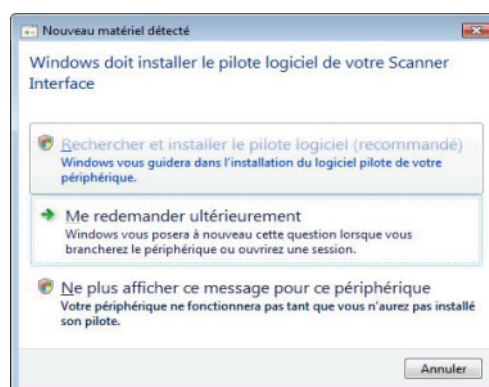 Nouveau matériel détecté
Windows doit installer le pilote logiciel de votre Scanner
Interface
Rechercher et installer le pilote logiciel (recommandé)
Windows vous guidera dans l'installation du logiciel pilote de votre
périphérique.
Me redemander ultérieurement
Windows vous posera à nouveau cette question lorsque vous
brancherez le périphérique ou ouvrirez une session.
Ne plus afficher ce message pour ce périphérique
Votre périphérique ne fonctionnera pas tant que vous n'aurez pas installé
son pilote.
Annuler